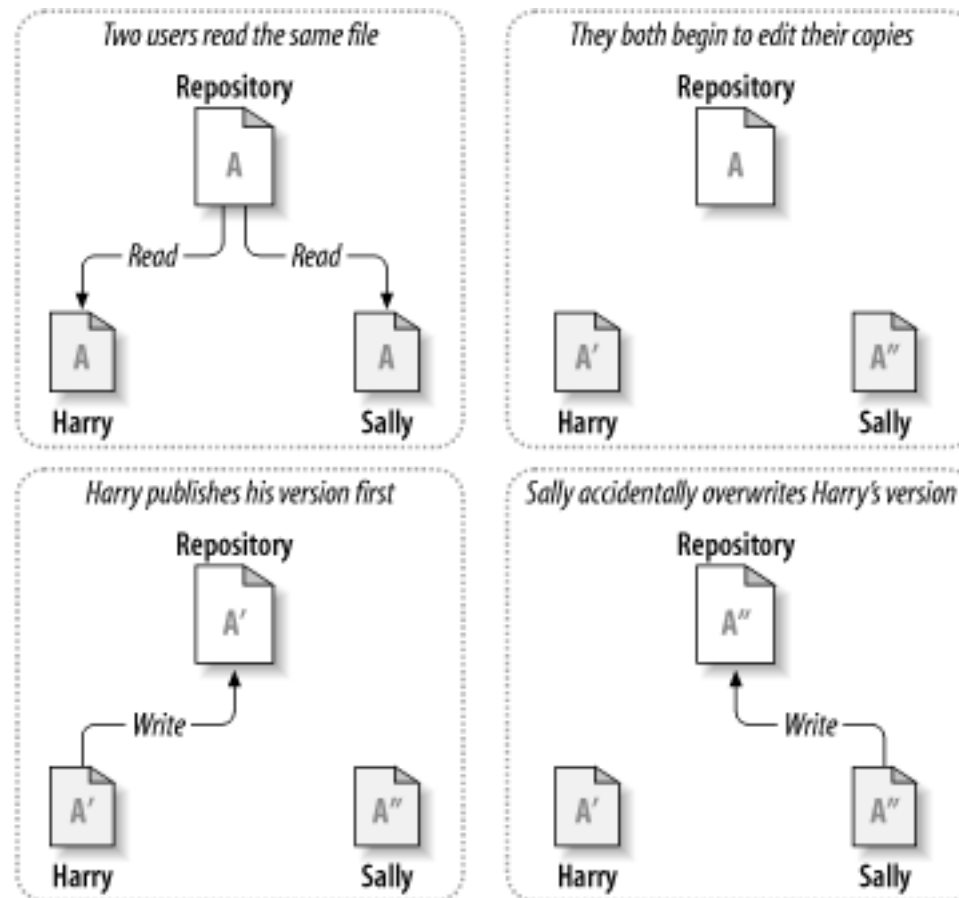 Two users read the same file
Repository
A
Read Read
A A
Harry Sally
They both begin to edit their copies
Repository
A
A′ A″
Harry Sally
Harry publishes his version first
Repository
A′
Write
A′ A″
Harry Sally
Sally accidentally overwrites Harry’s version
Repository
A″
Write
A′ A″
Harry Sally